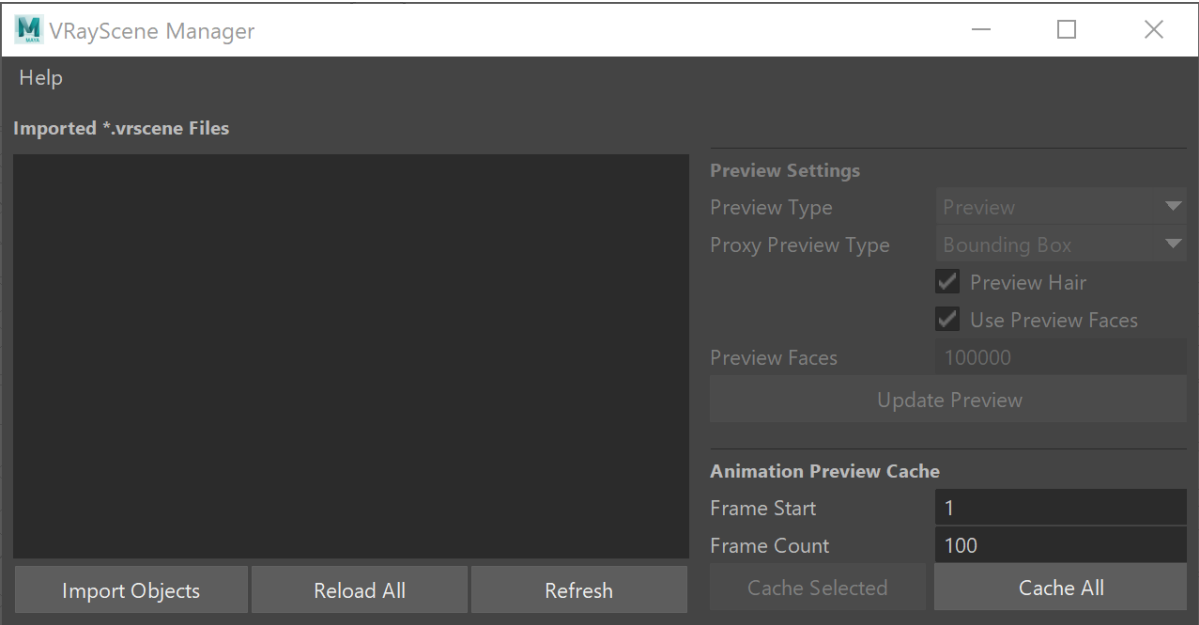 VRayScene Manager
Help
Imported *.vrscene Files
Preview Settings
Preview Type Preview
Proxy Preview Type Bounding Box
Preview Hair
Use Preview Faces
Preview Faces 100000
Update Preview
Animation Preview Cache
Frame Start 1
Frame Count 100
Import Objects Reload All Refresh Cache Selected Cache All